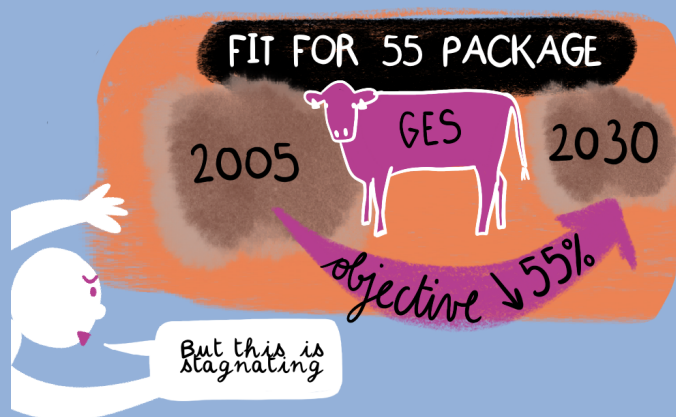 FIT FOR 55 PACKAGE
2005
GES
2030
objective ↓ 55%
But this is
stagnating